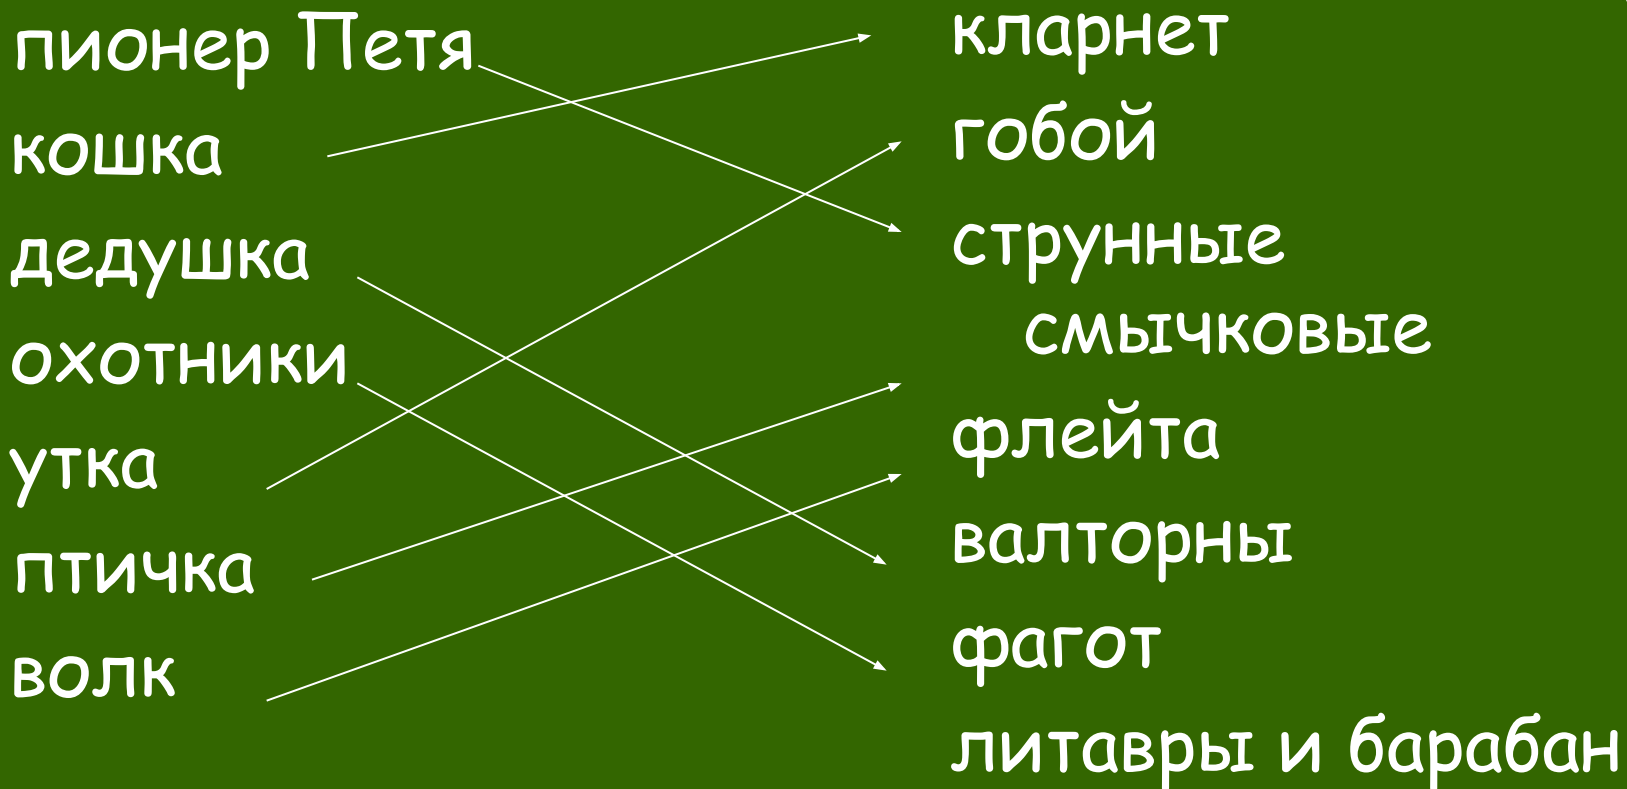 пионер Петя
кошка
дедушка
охотники
утка
птичка
волк
кларнет
гобой
струнные
смычковые
флейта
валторны
фагот
литавры и барабан